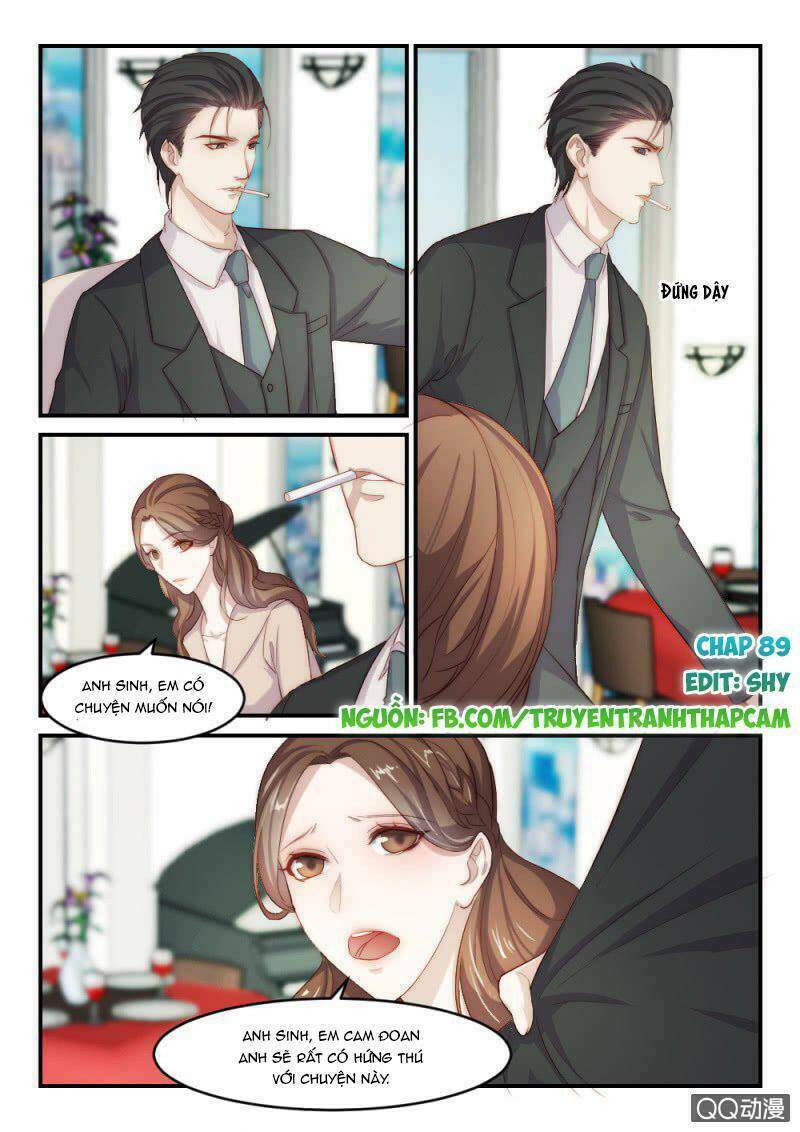 ĐỨNG DẬY
ANH SINH, EM CÓ
CHUYỆN MUỐN NÓI!
CHAP 89
EDIT: SHY
NGUỒN: FB.COM/TRUYENTRANHTHAPCAM
ANH SINH, EM CAM ĐOAN
ANH SẼ RẤT CÓ HỨNG THÚ
VỚI CHUYỆN NÀY.
QQ动漫